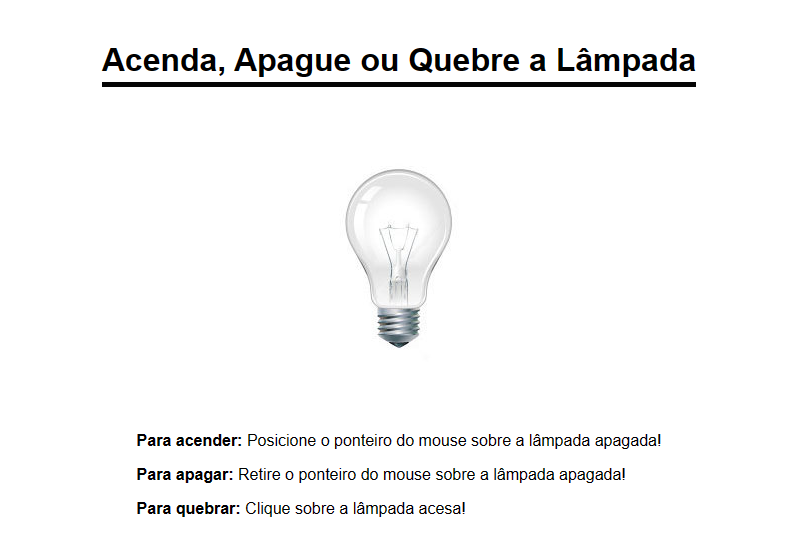 Acenda, Apague ou Quebre a Lâmpada
Para acender: Posicione o ponteiro do mouse sobre a lâmpada apagada!
Para apagar: Retire o ponteiro do mouse sobre a lâmpada apagada!
Para quebrar: Clique sobre a lâmpada acesa!